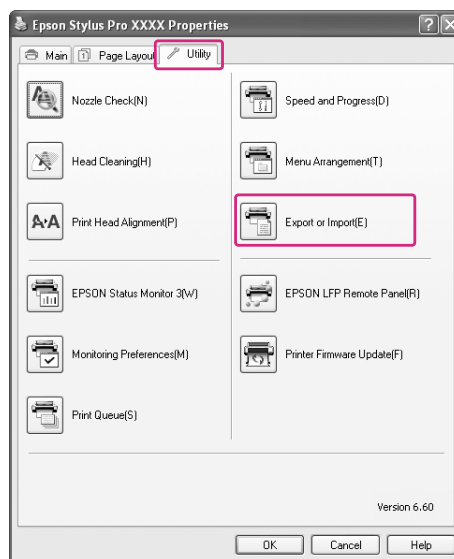 Epson Stylus Pro XXXX Properties
Main
Page Layout
Utility
Nozzle Check(N)
Speed and Progress(D)
Head Cleaning(H)
Menu Arrangement(T)
Print Head Alignment(P)
Export or Import(E)
EPSON Status Monitor 3(W)
EPSON LFP Remote Panel(R)
Monitoring Preferences(M)
Printer Firmware Update(F)
Print Queue(S)
Version 6.60
OK
Cancel
Help